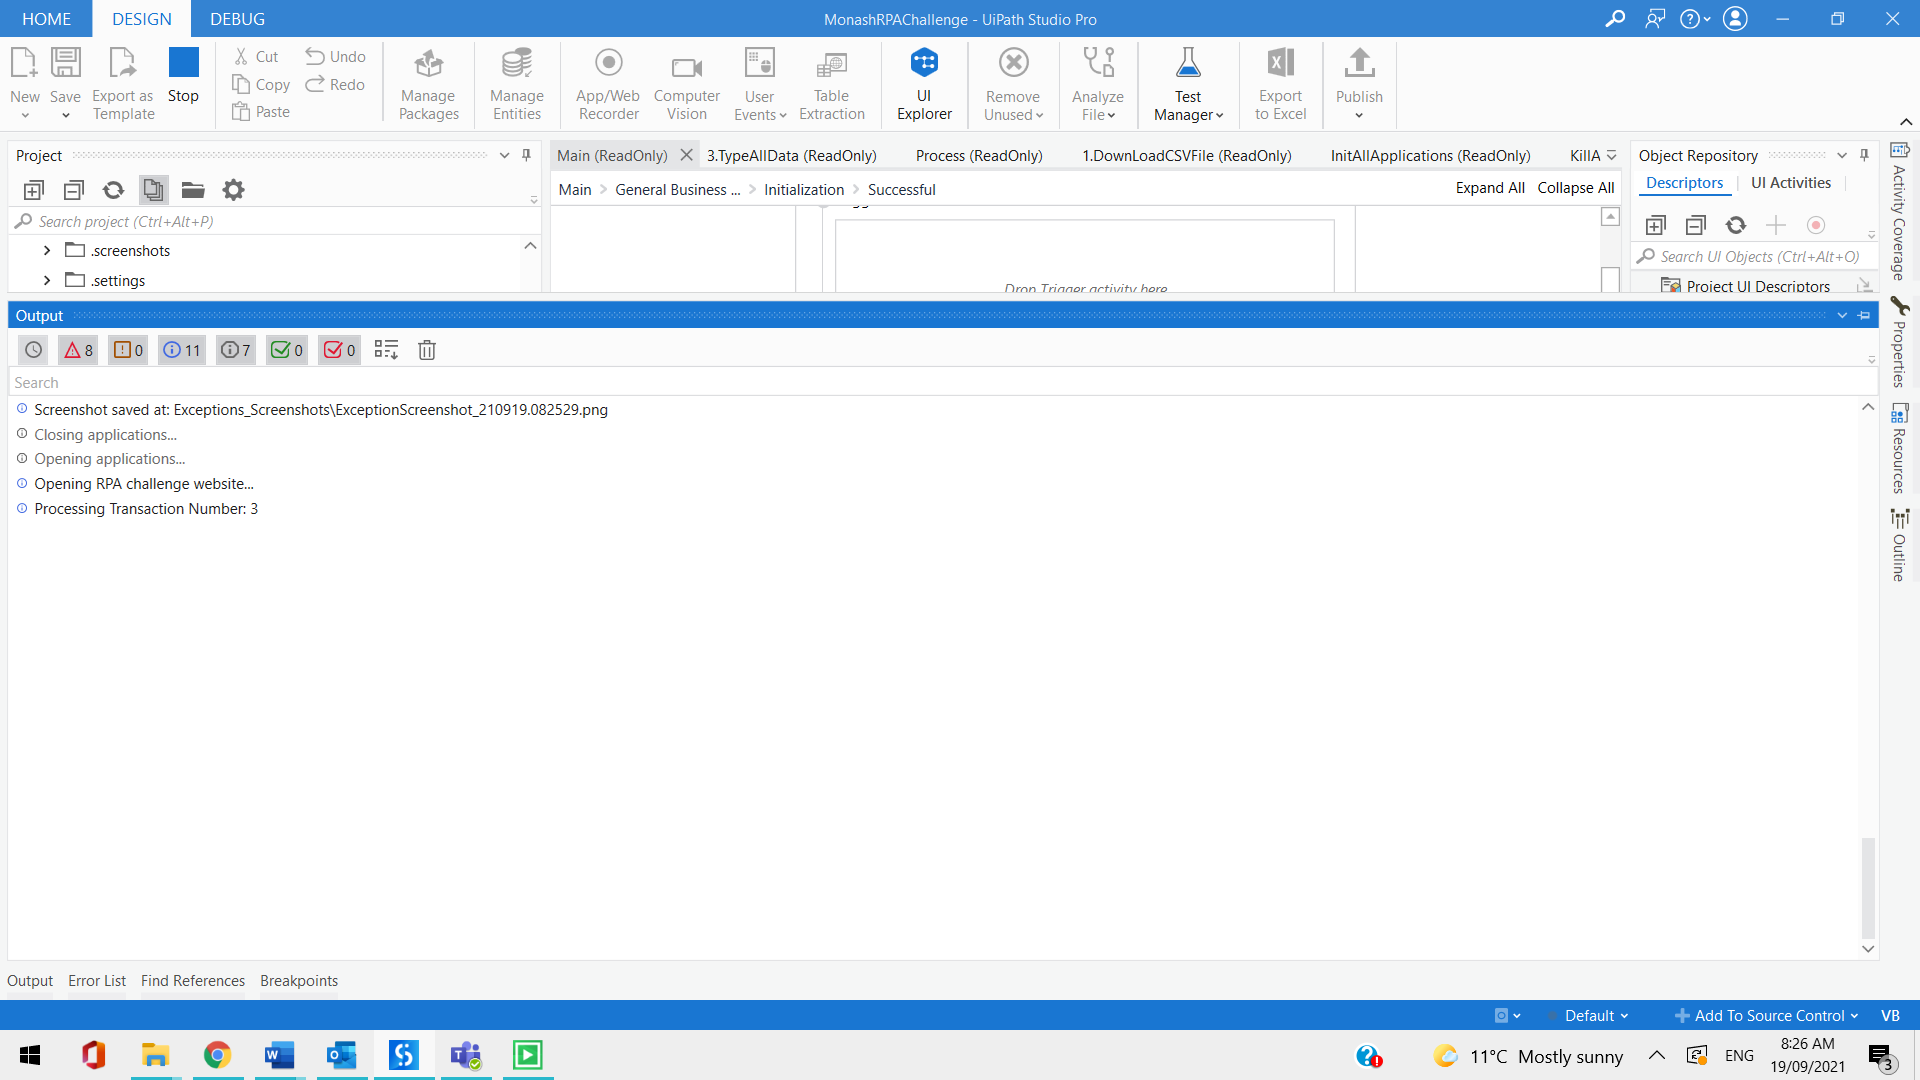 HOME DESIGN DEBUG MonashRPAChallenge - UiPath Studio Pro
New Save Export as Template Stop Cut Copy Paste Undo Redo Manage Packages Manage Entities App/Web Recorder Computer Vision User Events Table Extraction UI Explorer Remove Unused Analyze File Test Manager Export to Excel Publish
Project
Search project (Ctrl+Alt+P)
.screenshots
.settings
Main (ReadOnly) 3.TypeAllData (ReadOnly) Process (ReadOnly) 1.DownLoadCSVFile (ReadOnly) InitAllApplications (ReadOnly) KillA
Main > General Business ... > Initialization > Successful Expand All Collapse All
Drop Trigger activity here
Object Repository
Descriptors UI Activities
Search UI Objects (Ctrl+Alt+O)
Project UI Descriptors
Activity Coverage
Properties
Resources
Outline
Output
8 0 11 7 0 0
Search
Screenshot saved at: Exceptions_Screenshots\ExceptionScreenshot_210919.082529.png
Closing applications...
Opening applications...
Opening RPA challenge website...
Processing Transaction Number: 3
Output Error List Find References Breakpoints
Default Add To Source Control VB
11°C Mostly sunny ENG 8:26 AM
19/09/2021 3